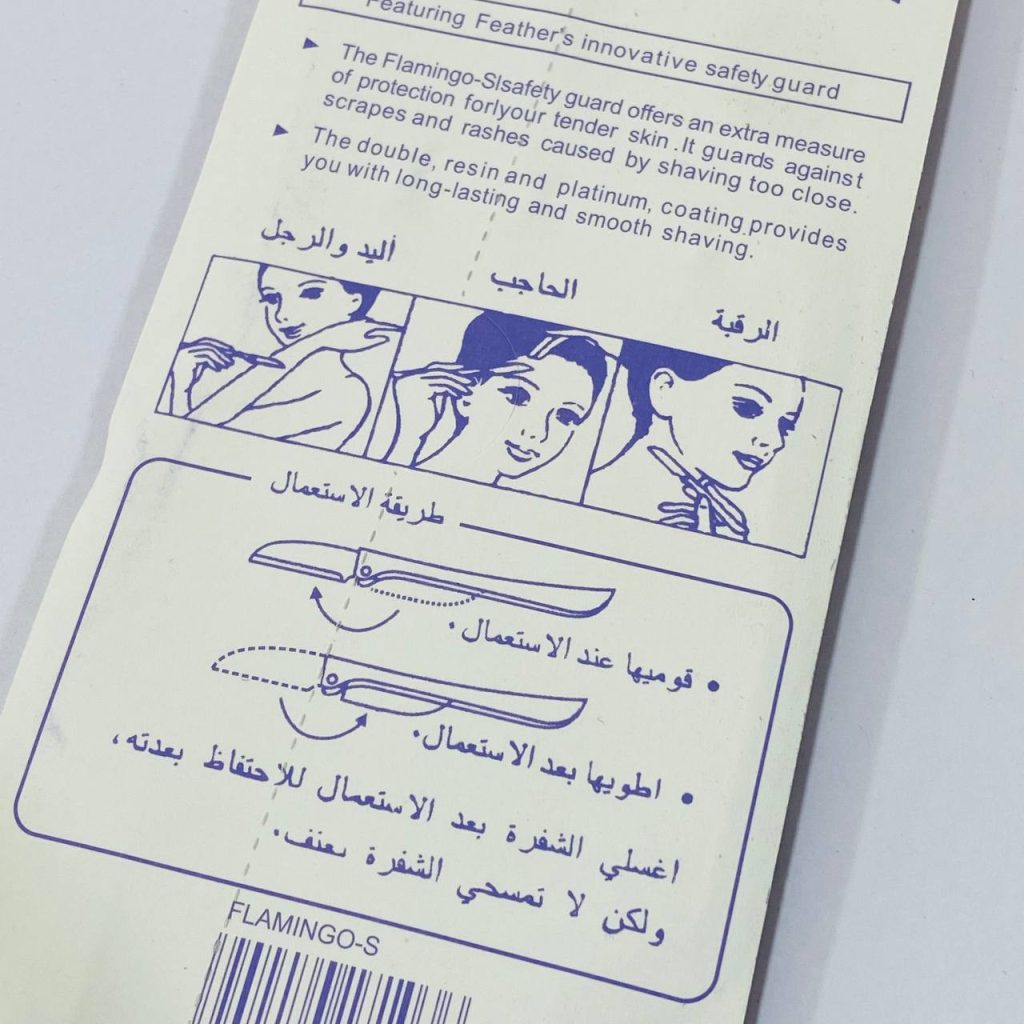 Featuring Feather's innovative safety guard
The Flamingo-Slsafety guard offers an extra measure
of protection forlyour tender skin .It guards against
scrapes and rashes caused by shaving too close.
The double, resin and platinum, coating provides
you with long-lasting and smooth shaving.
أليد والرجل
الحاجب
الرقبة
طريقة الاستعمال
• قوميها عند الاستعمال.
• اطويها بعد الاستعمال.
اغسلي الشفرة بعد الاستعمال للاحتفاظ بعدته،
ولكن لا تمسحي الشفرة بعنف.
FLAMINGO-S